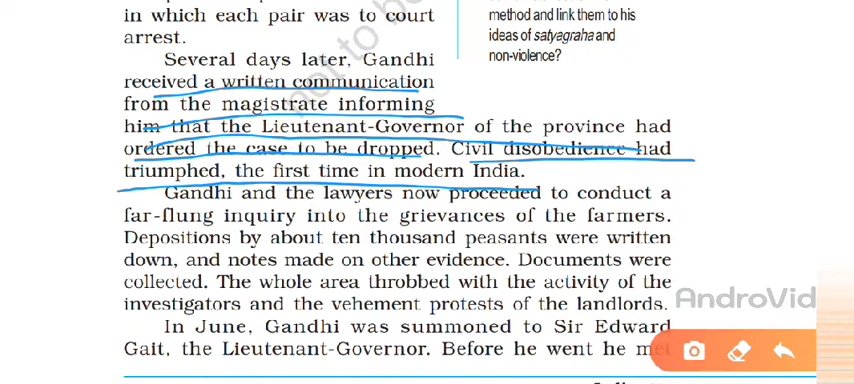 in which each pair was to court
arrest.
Several days later, Gandhi
received a written communication
from the magistrate informing
him that the Lieutenant-Governor of the province had
ordered the case to be dropped. Civil disobedience had
triumphed, the first time in modern India.
Gandhi and the lawyers now proceeded to conduct a
far-flung inquiry into the grievances of the farmers.
Depositions by about ten thousand peasants were written
down, and notes made on other evidence. Documents were
collected. The whole area throbbed with the activity of the
investigators and the vehement protests of the landlords.
In June, Gandhi was summoned to Sir Edward
Gait, the Lieutenant-Governor. Before he went he met
method and link them to his
ideas of satyagraha and
non-violence?
not to be
AndroVid